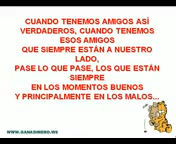 CUANDO TENEMOS AMIGOS ASÍ
VERDADEROS, CUANDO TENEMOS
ESOS AMIGOS
QUE SIEMPRE ESTÁN A NUESTRO
LADO,
PASE LO QUE PASE, LOS QUE ESTÁN
SIEMPRE
EN LOS MOMENTOS BUENOS
Y PRINCIPALMENTE EN LOS MALOS...
WWW.GANADINERO.WS